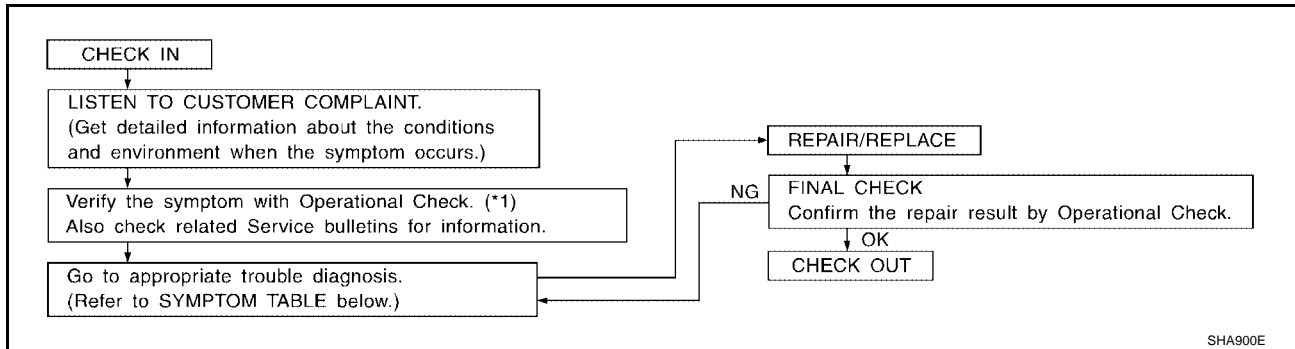 CHECK IN
LISTEN TO CUSTOMER COMPLAINT.
(Get detailed information about the conditions
and environment when the symptom occurs.)
Verify the symptom with Operational Check. (*1)
Also check related Service bulletins for information.
Go to appropriate trouble diagnosis.
(Refer to SYMPTOM TABLE below.)
REPAIR/REPLACE
NG
FINAL CHECK
Confirm the repair result by Operational Check.
OK
CHECK OUT
SHA900E